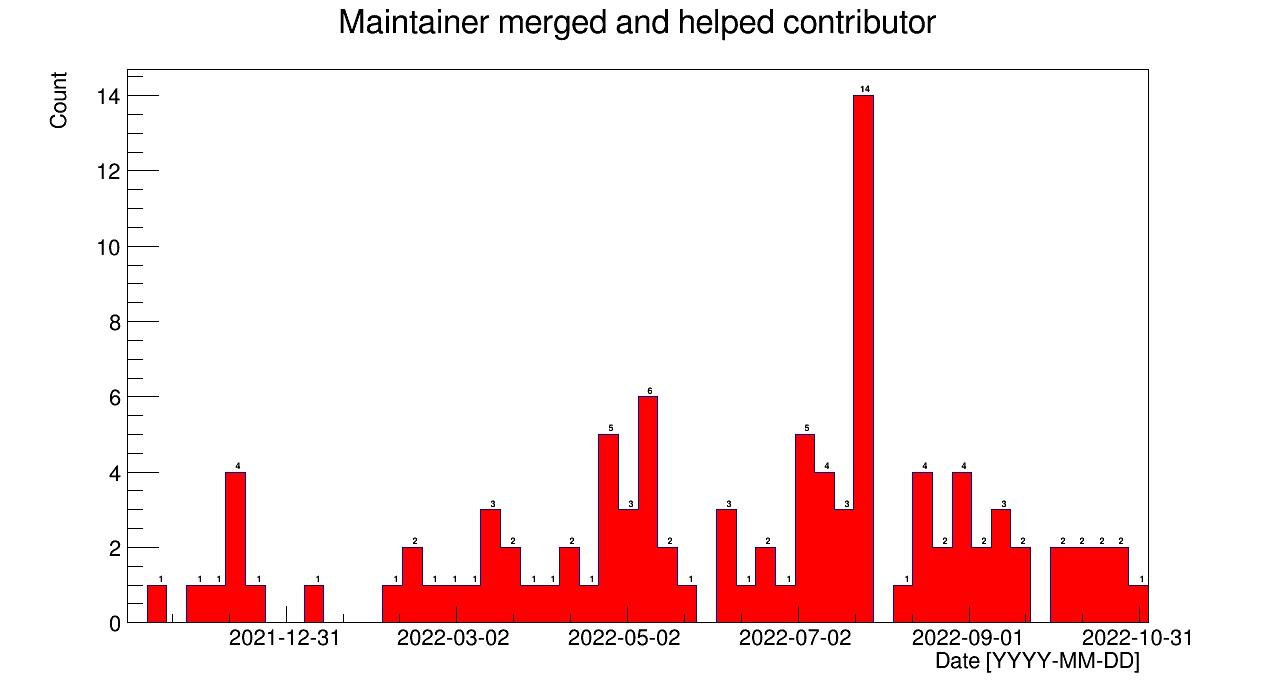 Maintainer merged and helped contributor
Count
14
12
10
8
6
4
2
0
1 1 1 4 1 1 1 2 1 1 1 3 2 1 1 2 1 5 3 6 2 1 3 1 2 1 5 4 3 14 1 4 2 4 2 3 2 2 2 2 2 1
2021-12-31 2022-03-02 2022-05-02 2022-07-02 2022-09-01 2022-10-31
Date [YYYY-MM-DD]